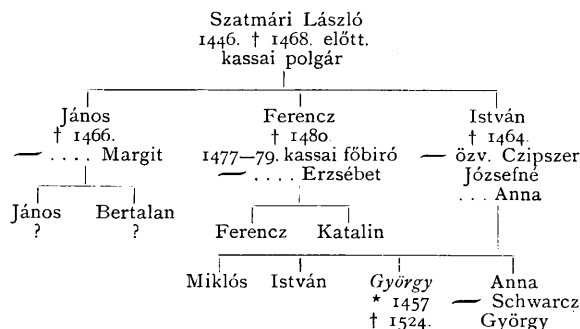 Szatmári László
1446. † 1468. előtt.
kassai polgár
János Ferencz István
† 1466. † 1480. † 1464.
— .... Margit 1477—79. kassai főbiró — özv. Czipszer
— .... Erzsébet Józsefné
... Anna
János Bertalan
? ?
Ferencz Katalin
Miklós István György Anna
* 1457 — Schwarcz
† 1524. György